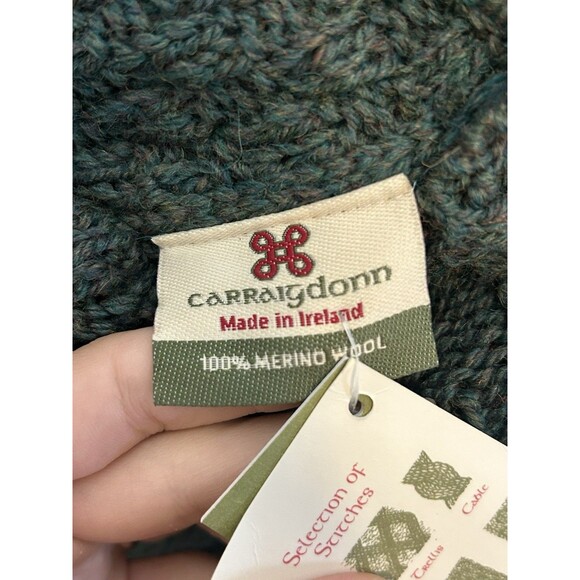 carraigdonn
Made in Ireland
100% MERINO WOOL
Selection of
Stitches
Cable
Trellis